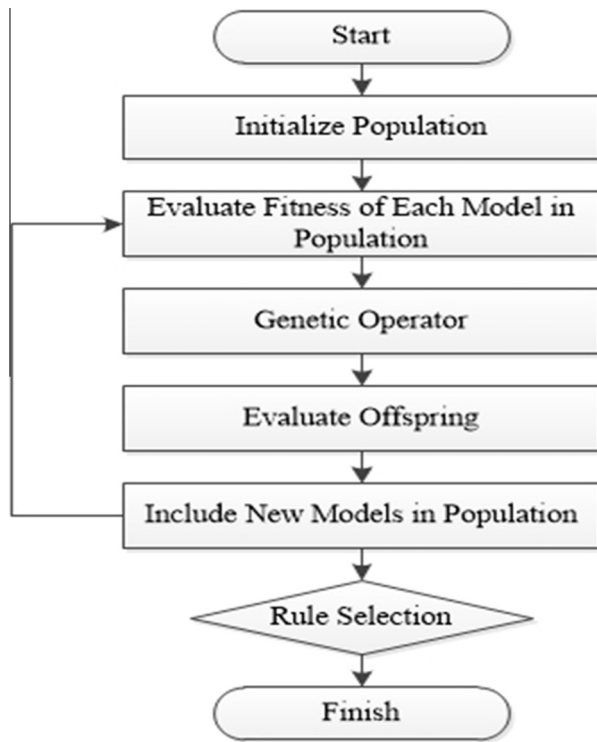 Start
Initialize Population
Evaluate Fitness of Each Model in
Population
Genetic Operator
Evaluate Offspring
Include New Models in Population
Rule Selection
Finish